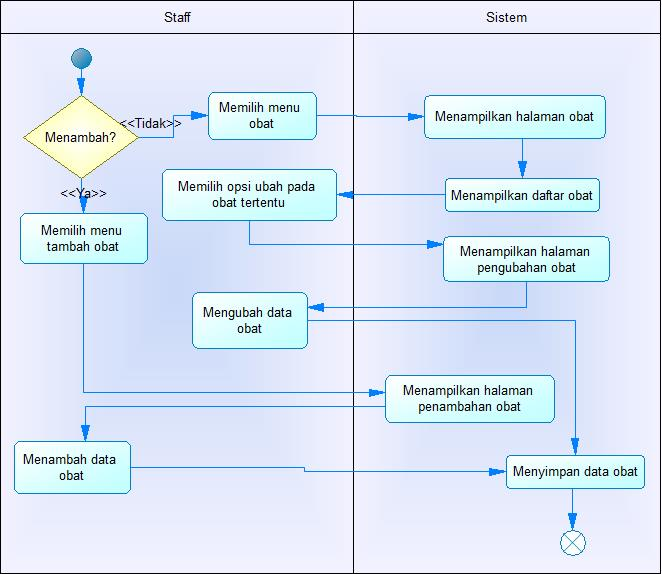 Staff
Sistem
Menambah?
<<Tidak>>
Memilih menu
obat
Menampilkan halaman obat
<<Ya>>
Memilih opsi ubah pada
obat tertentu
Menampilkan daftar obat
Memilih menu
tambah obat
Menampilkan halaman
pengubahan obat
Mengubah data
obat
Menampilkan halaman
penambahan obat
Menambah data
obat
Menyimpan data obat